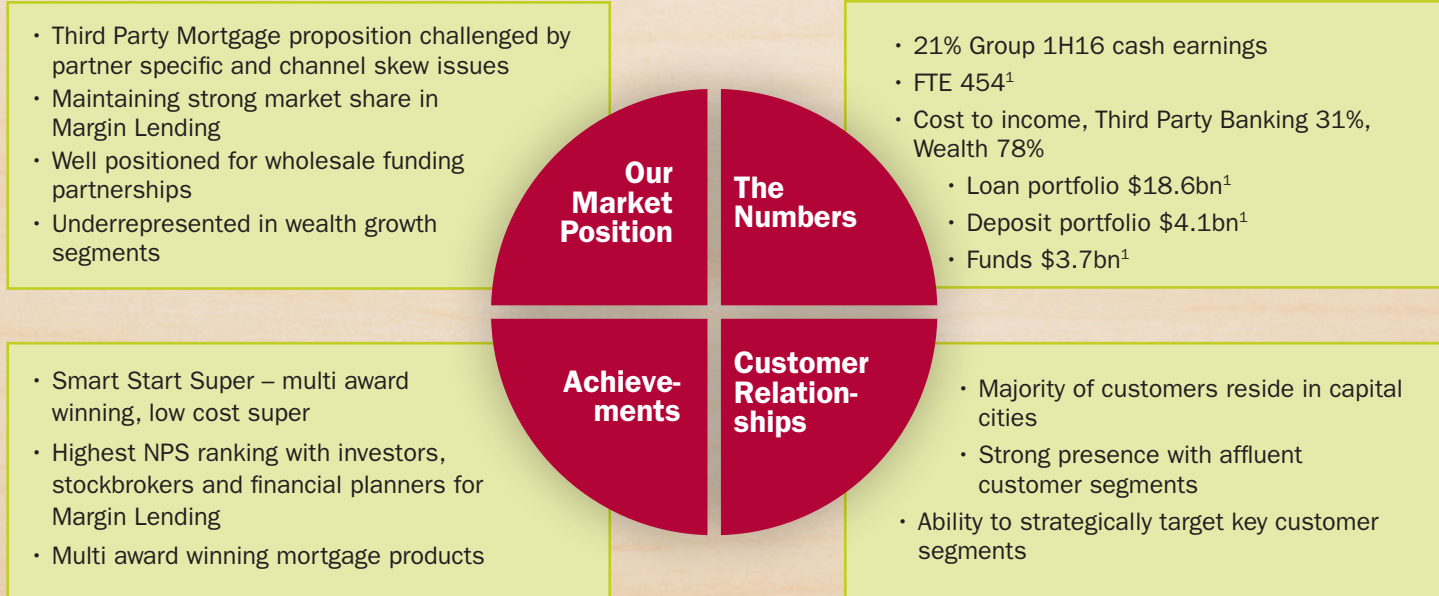 · Third Party Mortgage proposition challenged by
partner specific and channel skew issues
· Maintaining strong market share in
Margin Lending
· Well positioned for wholesale funding
partnerships
· Underrepresented in wealth growth
segments
Our
Market
Position
The
Numbers
· 21% Group 1H16 cash earnings
· FTE 454¹
· Cost to income, Third Party Banking 31%,
Wealth 78%
· Loan portfolio $18.6bn¹
· Deposit portfolio $4.1bn¹
· Funds $3.7bn¹
· Smart Start Super – multi award
winning, low cost super
· Highest NPS ranking with investors,
stockbrokers and financial planners for
Margin Lending
· Multi award winning mortgage products
Achieve-
ments
Customer
Relation-
ships
· Majority of customers reside in capital
cities
· Strong presence with affluent
customer segments
· Ability to strategically target key customer
segments